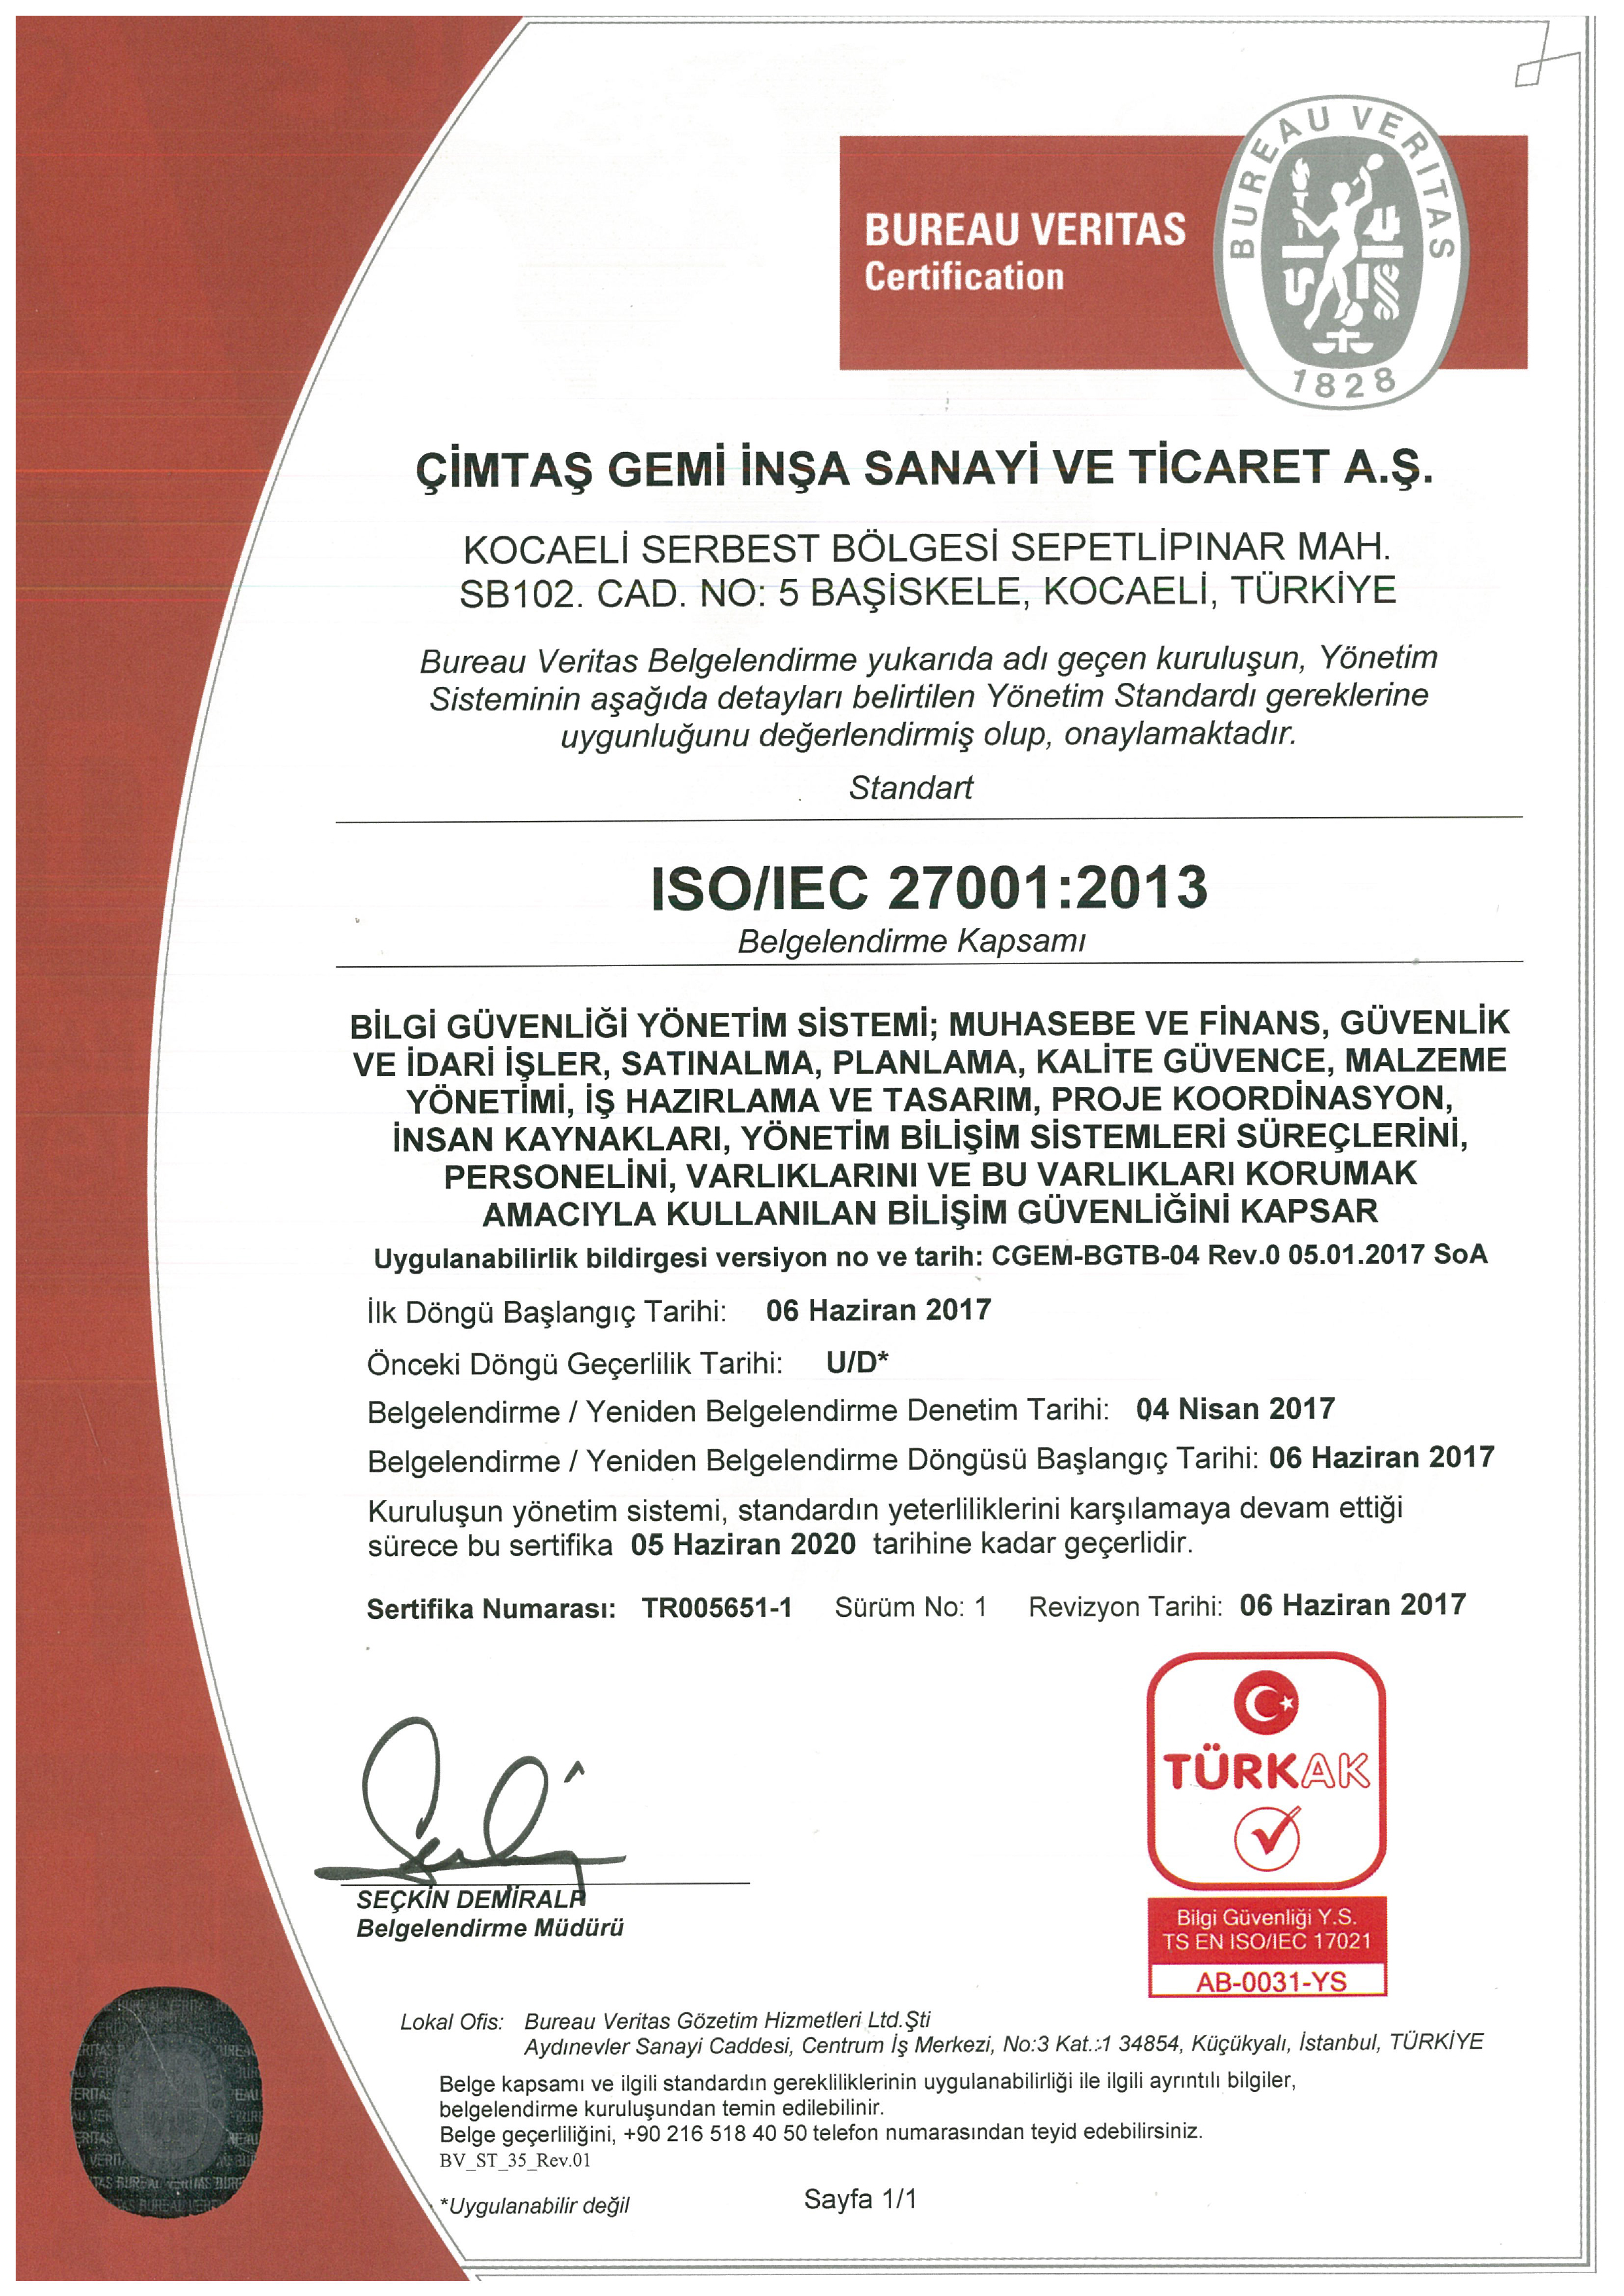 BUREAU VERITAS
Certification
BUREAU VERITAS
1828
ÇİMTAŞ GEMİ İNŞA SANAYİ VE TİCARET A.Ş.
KOCAELİ SERBEST BÖLGESİ SEPETLİPINAR MAH.
SB102. CAD. NO: 5 BAŞİSKELE, KOCAELİ, TÜRKİYE
Bureau Veritas Belgelendirme yukarıda adı geçen kuruluşun, Yönetim
Sisteminin aşağıda detayları belirtilen Yönetim Standardı gereklerine
uygunluğunu değerlendirmiş olup, onaylamaktadır.
Standart
ISO/IEC 27001:2013
Belgelendirme Kapsamı
BİLGİ GÜVENLİĞİ YÖNETİM SİSTEMİ; MUHASEBE VE FİNANS, GÜVENLİK
VE İDARİ İŞLER, SATINALMA, PLANLAMA, KALİTE GÜVENCE, MALZEME
YÖNETİMİ, İŞ HAZIRLAMA VE TASARIM, PROJE KOORDİNASYON,
İNSAN KAYNAKLARI, YÖNETİM BİLİŞİM SİSTEMLERİ SÜREÇLERİNİ,
PERSONELİNİ, VARLIKLARINI VE BU VARLIKLARI KORUMAK
AMACIYLA KULLANILAN BİLİŞİM GÜVENLİĞİNİ KAPSAR
Uygulanabilirlik bildirgesi versiyon no ve tarih: CGEM-BGTB-04 Rev.0 05.01.2017 SoA
İlk Döngü Başlangıç Tarihi: 06 Haziran 2017
Önceki Döngü Geçerlilik Tarihi: U/D*
Belgelendirme / Yeniden Belgelendirme Denetim Tarihi: 04 Nisan 2017
Belgelendirme / Yeniden Belgelendirme Döngüsü Başlangıç Tarihi: 06 Haziran 2017
Kuruluşun yönetim sistemi, standardın yeterliliklerini karşılamaya devam ettiği
sürece bu sertifika 05 Haziran 2020 tarihine kadar geçerlidir.
Sertifika Numarası: TR005651-1 Sürüm No: 1 Revizyon Tarihi: 06 Haziran 2017
TÜRKAK
SEÇKİN DEMİRALP
Belgelendirme Müdürü
Bilgi Güvenliği Y.S.
TS EN ISO/IEC 17021
AB-0031-YS
Lokal Ofis: Bureau Veritas Gözetim Hizmetleri Ltd.Şti
Aydınevler Sanayi Caddesi, Centrum İş Merkezi, No:3 Kat.:1 34854, Küçükyalı, İstanbul, TÜRKİYE
Belge kapsamı ve ilgili standardın gerekliliklerinin uygulanabilirliği ile ilgili ayrıntılı bilgiler,
belgelendirme kuruluşundan temin edilebilinir.
Belge geçerliliğini, +90 216 518 40 50 telefon numarasından teyid edebilirsiniz.
BV_ST_35_Rev.01
*Uygulanabilir değil
Sayfa 1/1